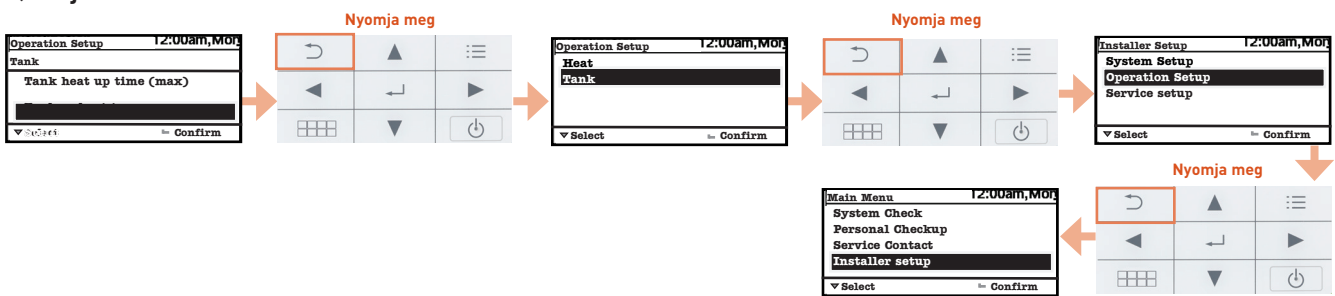 Nyomja meg
Nyomja meg
Operation Setup 12:00am,Mon
Tank
Tank heat up time (max)
Confirm
Operation Setup 12:00am,Mon
Heat
Tank
▼ Select Confirm
Installer Setup 12:00am,Mon
System Setup
Operation Setup
Service setup
▼ Select Confirm
Nyomja meg
Main Menu 12:00am,Mon
System Check
Personal Checkup
Service Contact
Installer setup
▼ Select Confirm